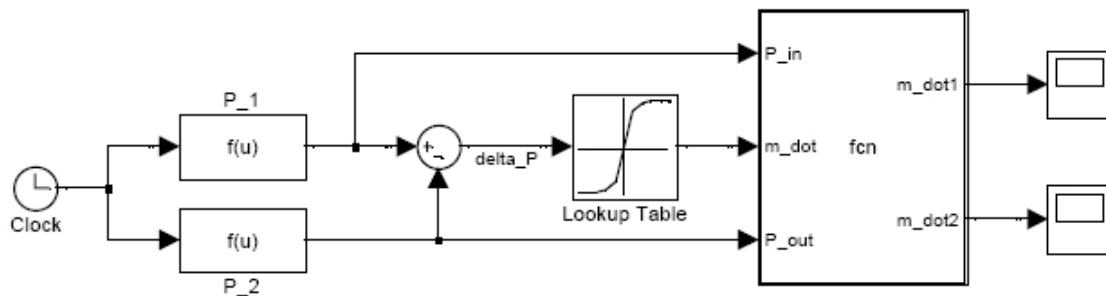 P_in
P_1
m_dot1
f(u)
+
-
delta_P
m_dot
fcn
Clock
Lookup Table
f(u)
P_out
m_dot2
P_2